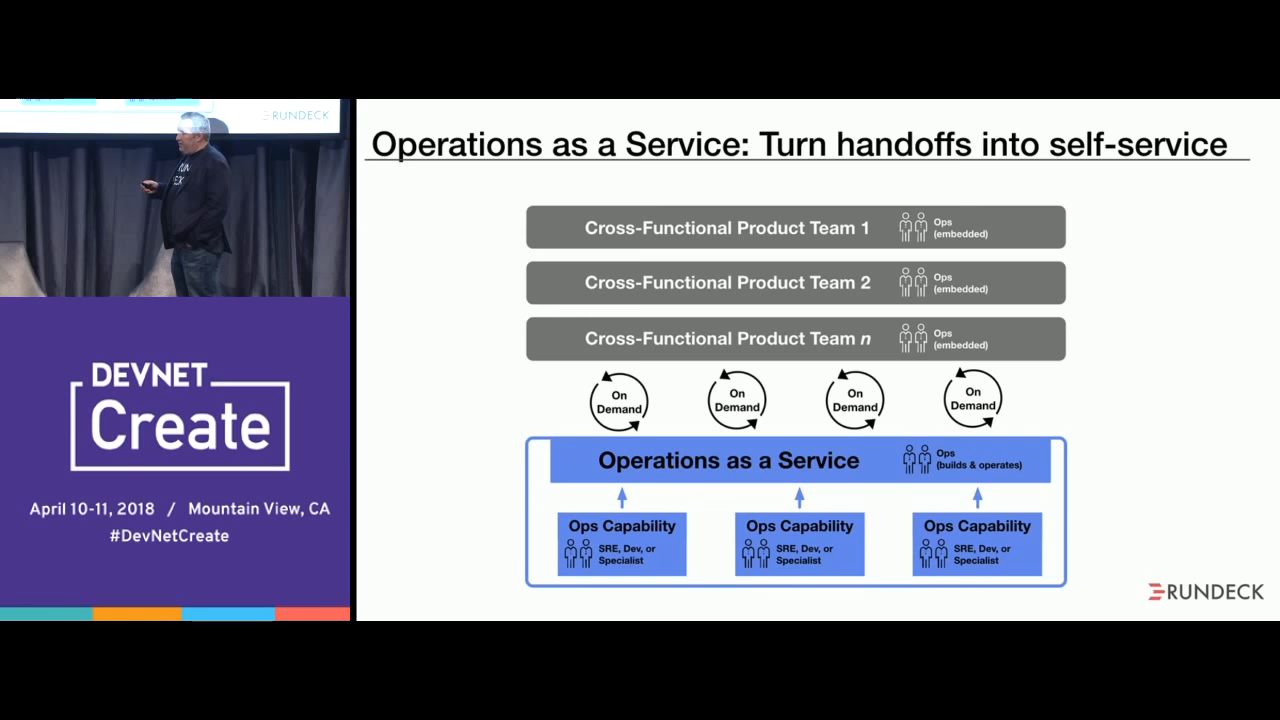 RUNDECK
RUN
DECK
DEVNET
Create
April 10-11, 2018 / Mountain View, CA
#DevNetCreate
Operations as a Service: Turn handoffs into self-service
Cross-Functional Product Team 1
Ops
(embedded)
Cross-Functional Product Team 2
Ops
(embedded)
Cross-Functional Product Team n
Ops
(embedded)
On
Demand
On
Demand
On
Demand
On
Demand
Operations as a Service
Ops
(builds & operates)
Ops Capability
SRE, Dev, or
Specialist
Ops Capability
SRE, Dev, or
Specialist
Ops Capability
SRE, Dev, or
Specialist
RUNDECK